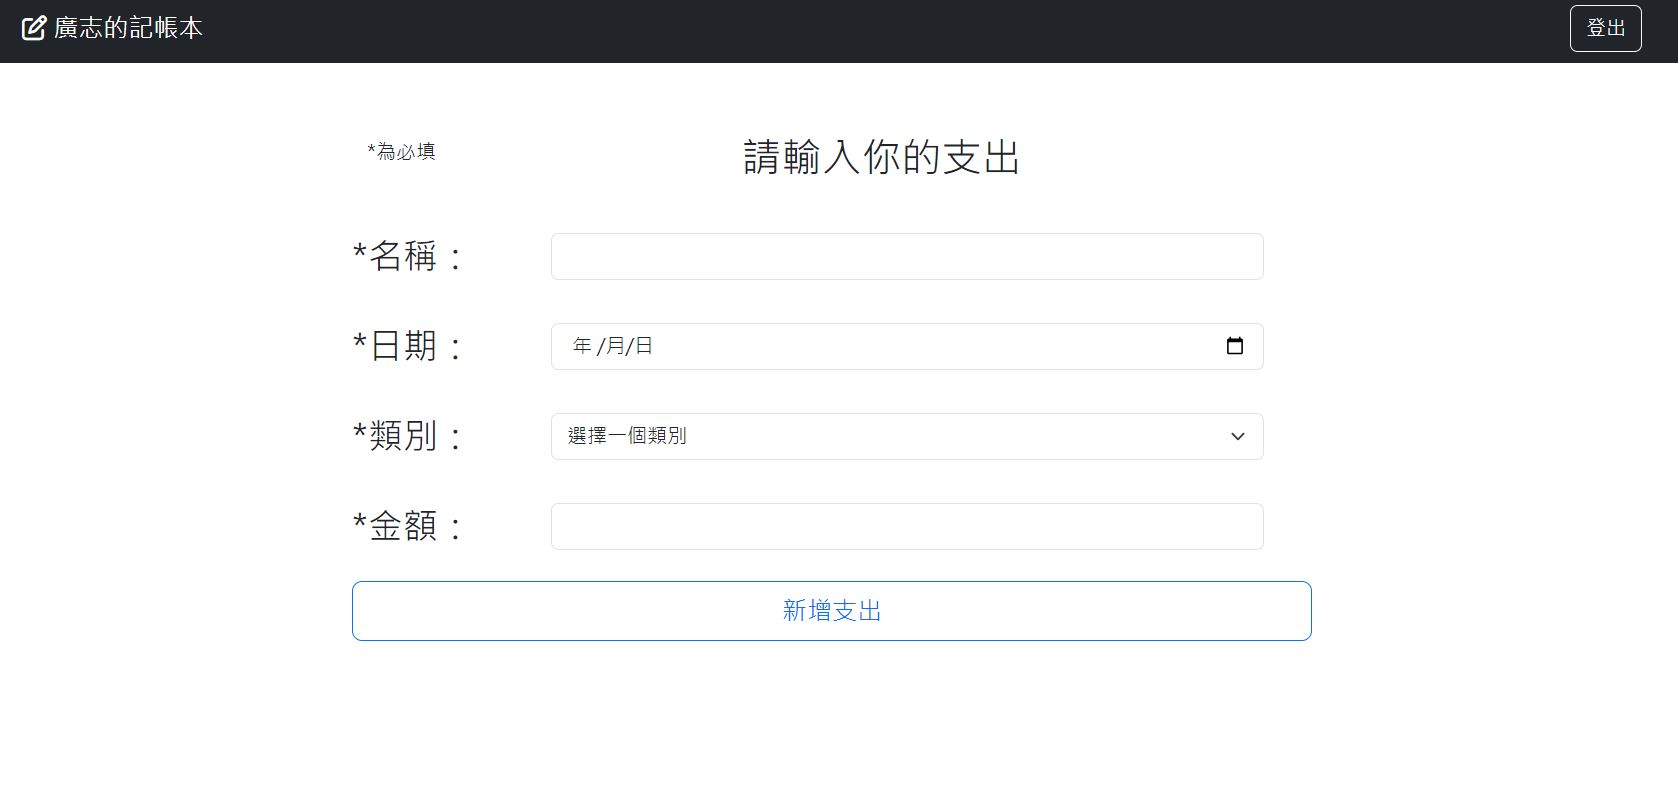 廣志的記帳本
登出
*為必填
請輸入你的支出
*名稱：
*日期：
年 /月/日
*類別：
選擇一個類別
*金額：
新增支出